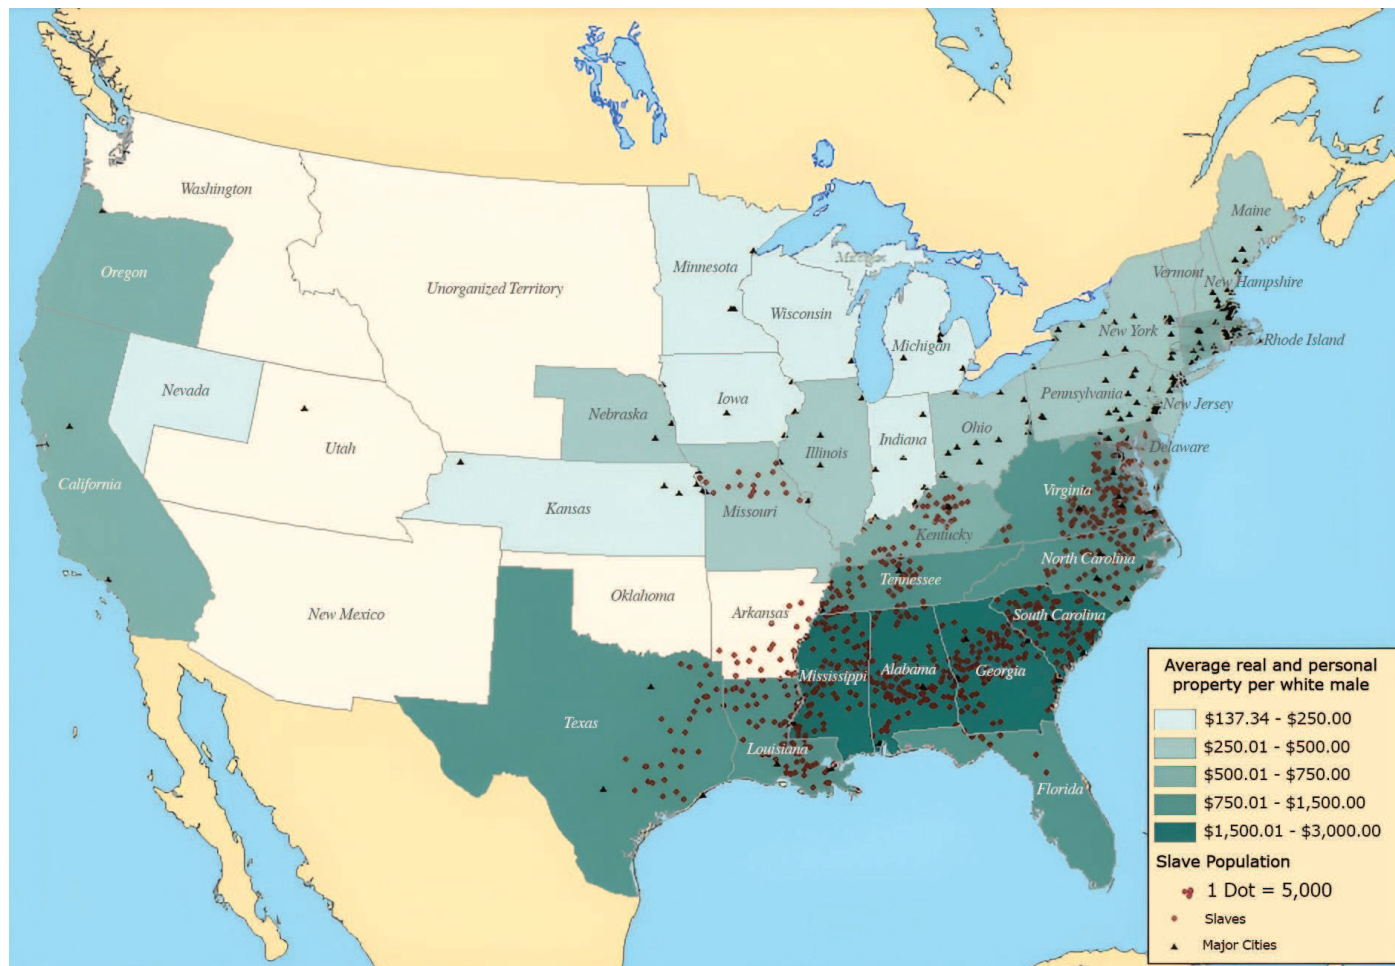 Washington
Oregon
Unorganized Territory
Minnesota
Wisconsin
Michigan
Michigan
Maine
Vermont
New Hampshire
New York
Rhode Island
Nevada
Nebraska
Iowa
Pennsylvania
New Jersey
Utah
Illinois
Indiana
Ohio
Delaware
California
Kansas
Missouri
Virginia
Kentucky
North Carolina
Tennessee
New Mexico
Oklahoma
Arkansas
South Carolina
Mississippi
Alabama
Georgia
Texas
Louisiana
Florida
Average real and personal
property per white male
$137.34 - $250.00
$250.01 - $500.00
$500.01 - $750.00
$750.01 - $1,500.00
$1,500.01 - $3,000.00
Slave Population
1 Dot = 5,000
Slaves
Major Cities